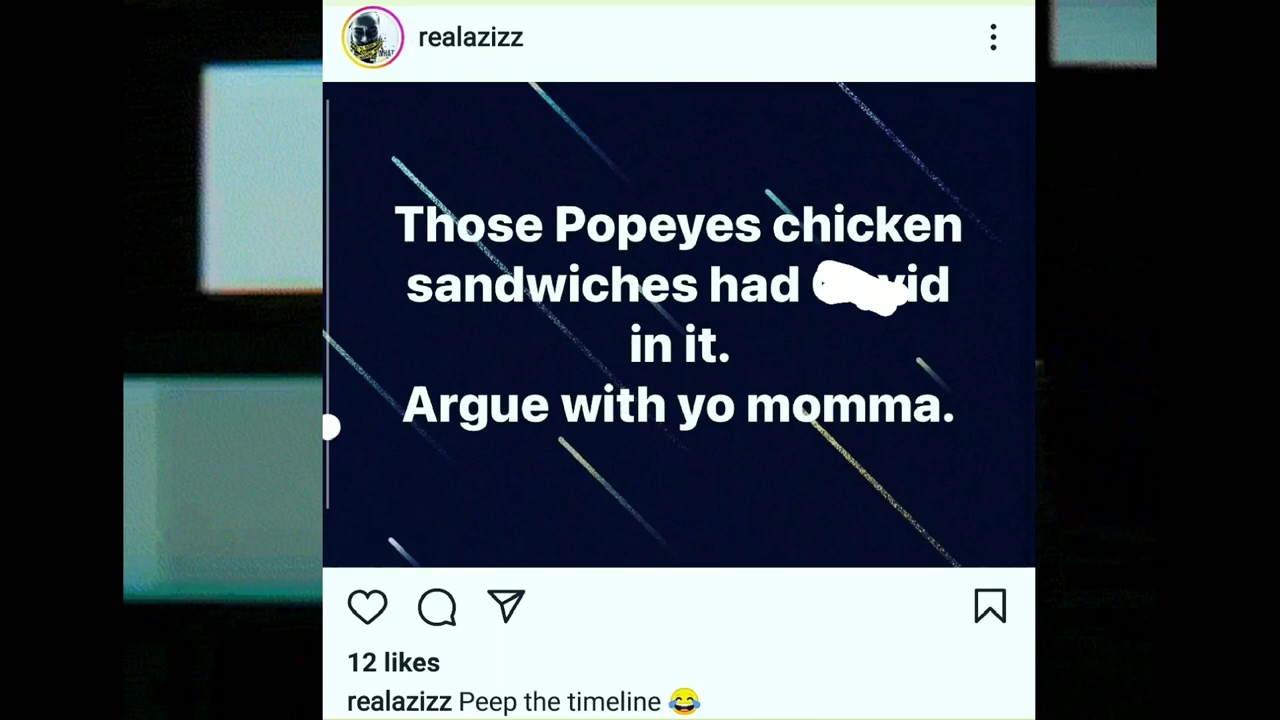 realazizz
Those Popeyes chicken
sandwiches had
in it.
Argue with yo momma.
12 likes
realazizz Peep the timeline 😂